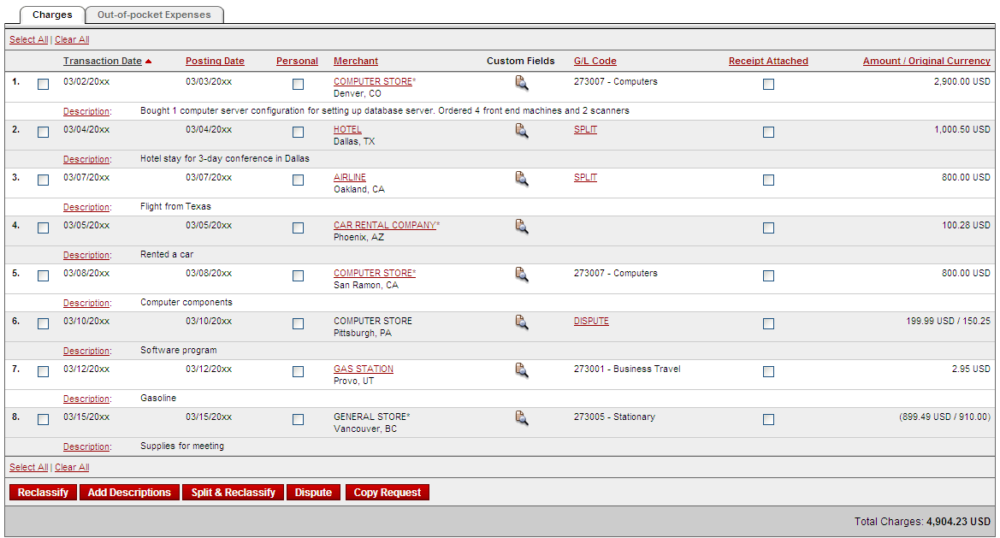 Charges Out-of-pocket Expenses
Select All | Clear All
Transaction Date Posting Date Personal Merchant Custom Fields G/L Code Receipt Attached Amount / Original Currency
1. 03/02/20xx 03/03/20xx COMPUTER STORE* 273007 - Computers 2,900.00 USD
Denver, CO
Description: Bought 1 computer server configuration for setting up database server. Ordered 4 front end machines and 2 scanners
2. 03/04/20xx 03/04/20xx HOTEL SPLIT 1,000.50 USD
Dallas, TX
Description: Hotel stay for 3-day conference in Dallas
3. 03/07/20xx 03/07/20xx AIRLINE SPLIT 800.00 USD
Oakland, CA
Description: Flight from Texas
4. 03/05/20xx 03/05/20xx CAR RENTAL COMPANY* 100.28 USD
Phoenix, AZ
Description: Rented a car
5. 03/08/20xx 03/08/20xx COMPUTER STORE* 273007 - Computers 800.00 USD
San Ramon, CA
Description: Computer components
6. 03/10/20xx 03/10/20xx COMPUTER STORE DISPUTE 199.99 USD / 150.25
Pittsburgh, PA
Description: Software program
7. 03/12/20xx 03/12/20xx GAS STATION 273001 - Business Travel 2.95 USD
Provo, UT
Description: Gasoline
8. 03/15/20xx 03/15/20xx GENERAL STORE* 273005 - Stationary (899.49 USD / 910.00)
Vancouver, BC
Description: Supplies for meeting
Select All | Clear All
Reclassify Add Descriptions Split & Reclassify Dispute Copy Request
Total Charges: 4,904.23 USD